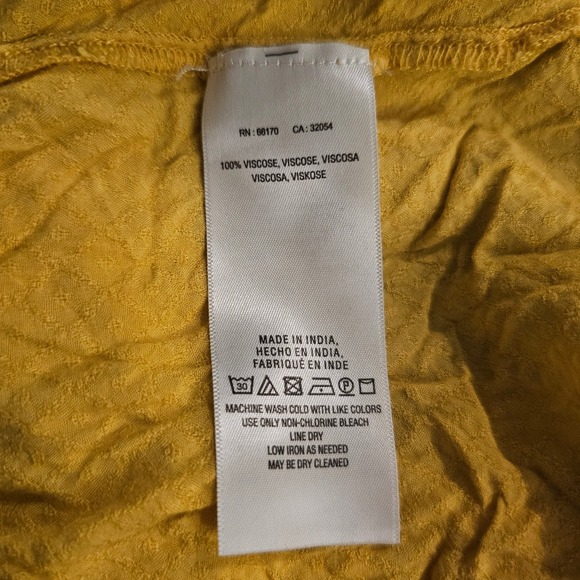 RN : 66170 CA : 32054
100% VISCOSE, VISCOSE, VISCOSA
VISCOSA, VISKOSE
MADE IN INDIA,
HECHO EN INDIA,
FABRIQUÉ EN INDE
30 P
MACHINE WASH COLD WITH LIKE COLORS
USE ONLY NON-CHLORINE BLEACH
LINE DRY
LOW IRON AS NEEDED
MAY BE DRY CLEANED